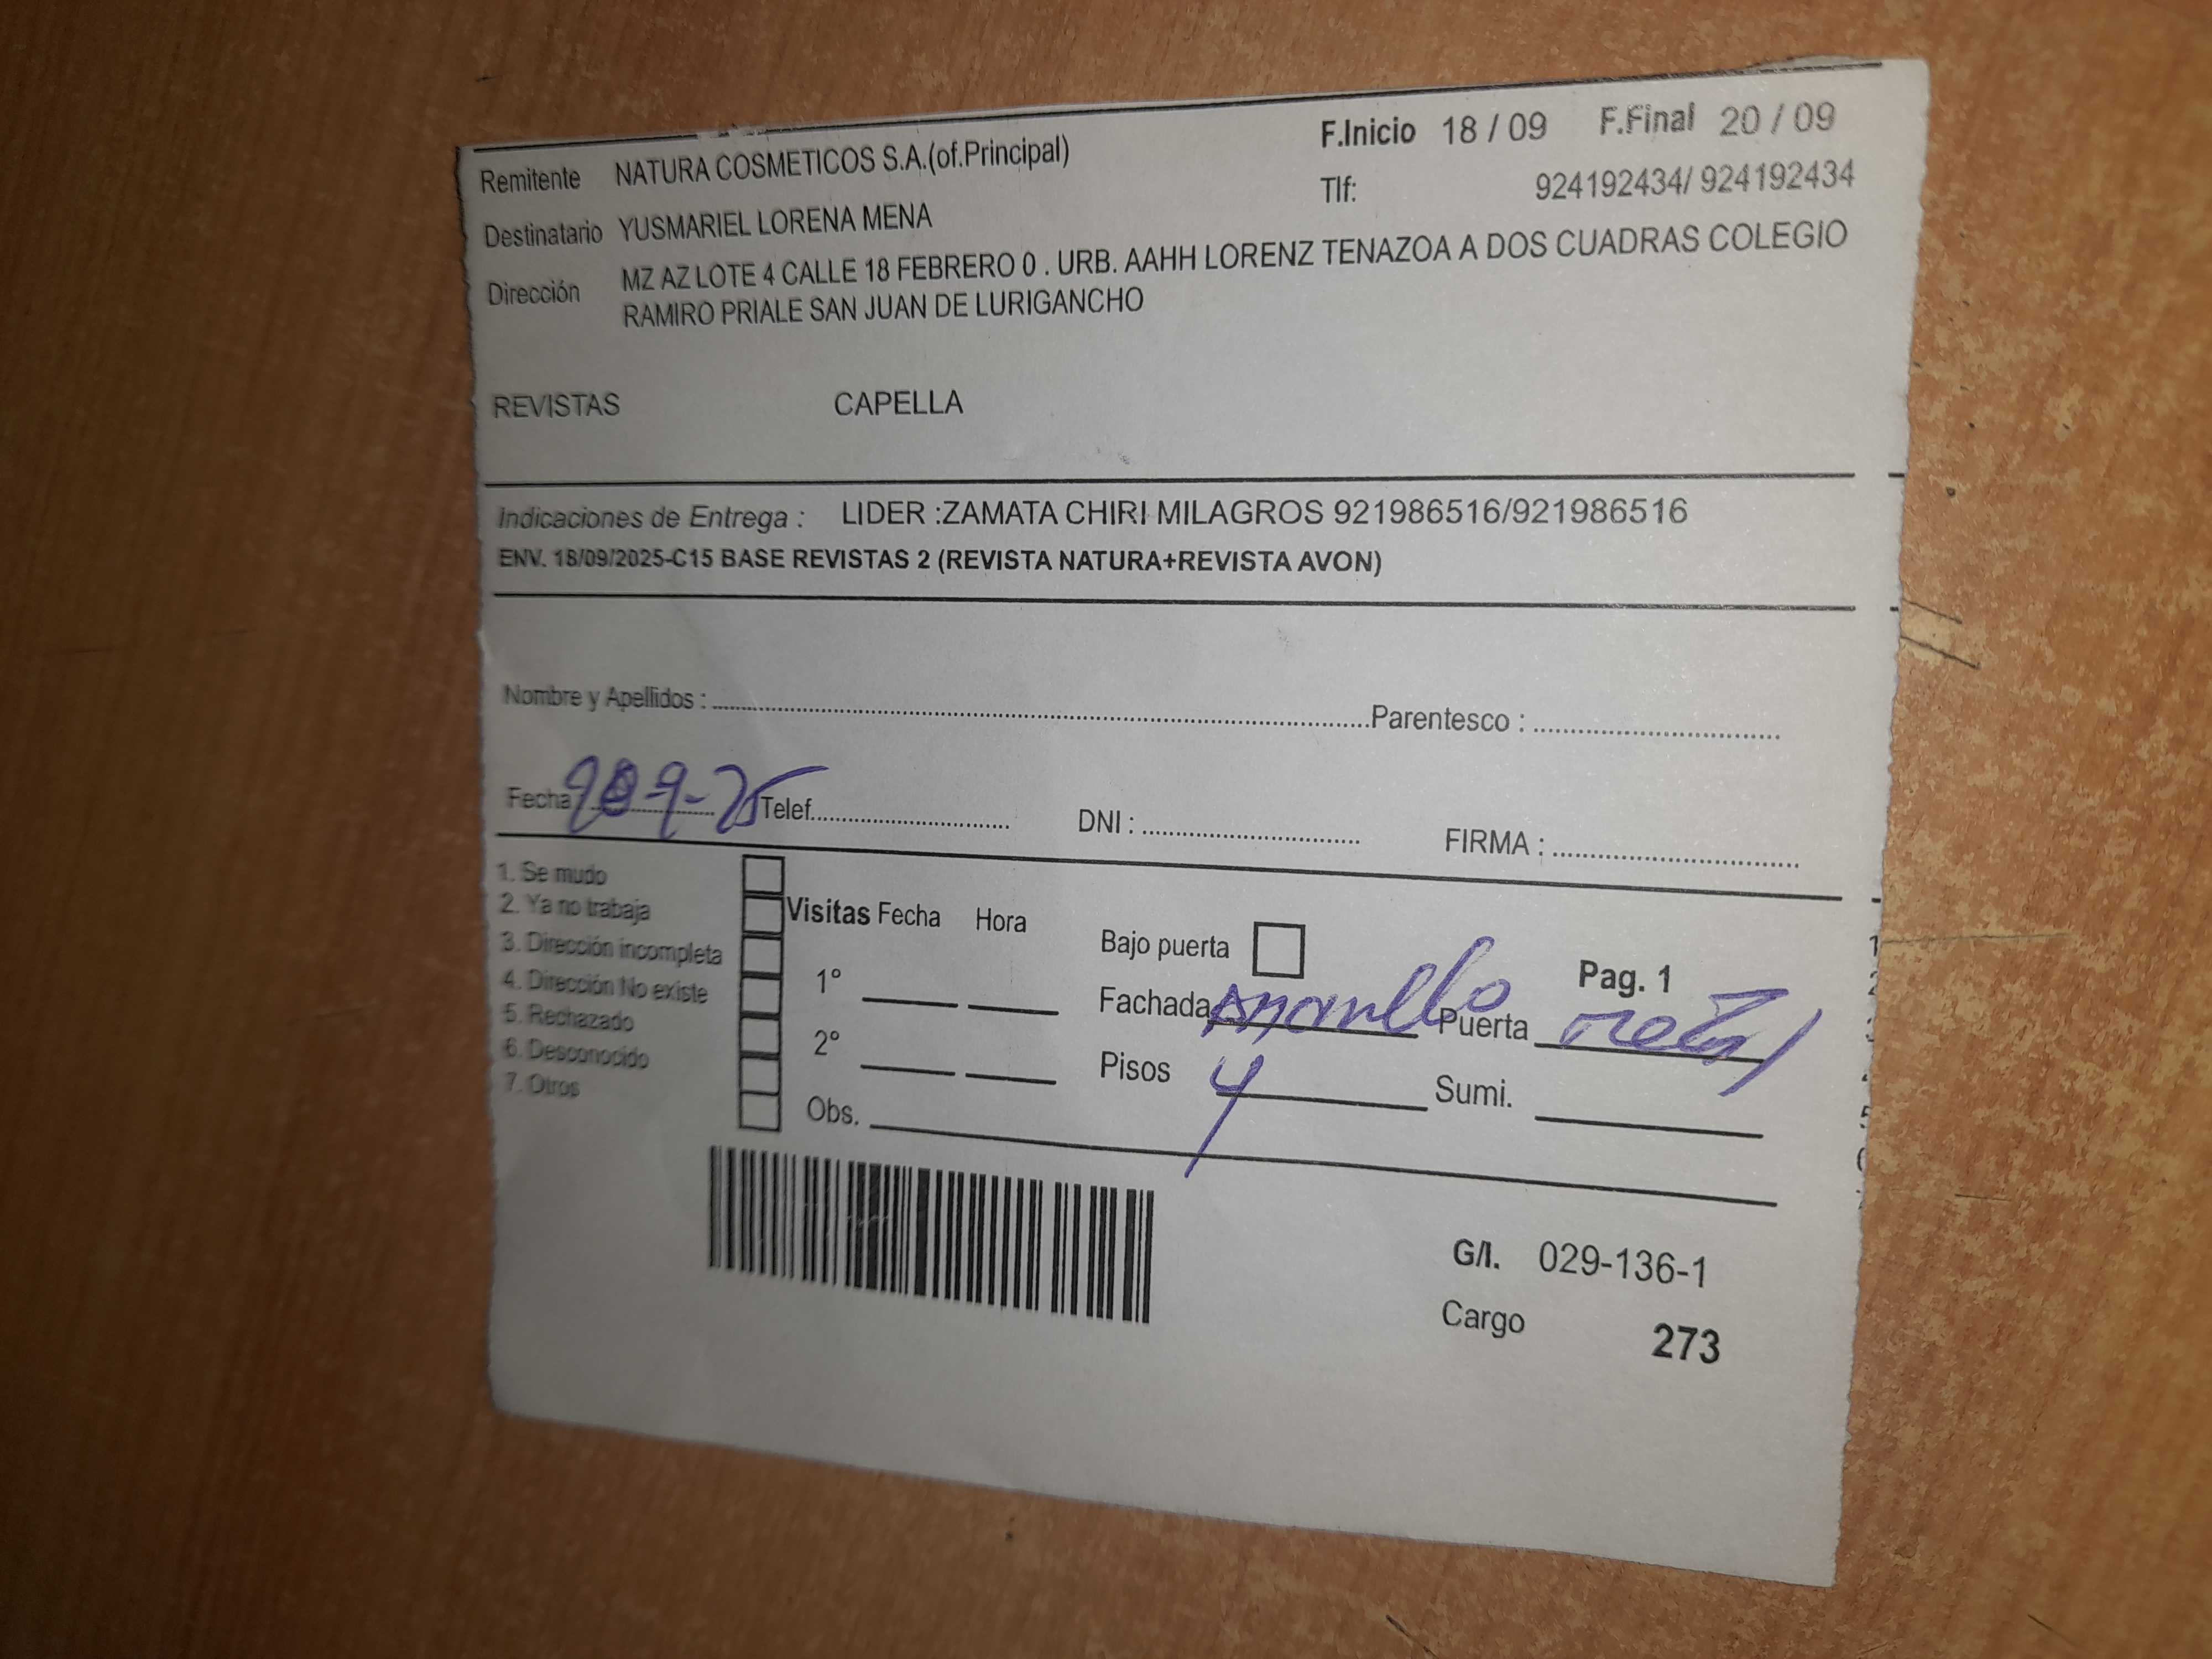 Remitente NATURA COSMETICOS S.A.(of.Principal) F.Inicio 18 / 09 F.Final 20 / 09
Destinatario YUSMARIEL LORENA MENA Tlf: 924192434/ 924192434
Dirección MZ AZ LOTE 4 CALLE 18 FEBRERO 0 . URB. AAHH LORENZ TENAZOA A DOS CUADRAS COLEGIO
RAMIRO PRIALE SAN JUAN DE LURIGANCHO
REVISTAS CAPELLA
Indicaciones de Entrega : LIDER :ZAMATA CHIRI MILAGROS 921986516/921986516
ENV. 18/09/2025-C15 BASE REVISTAS 2 (REVISTA NATURA+REVISTA AVON)
Nombre y Apellidos : Parentesco :
Fecha Telef. DNI : FIRMA :
1. Se mudo
2. Ya no trabaja
3. Dirección incompleta
4. Dirección No existe
5. Rechazado
6. Desconocido
7. Otros
Visitas Fecha Hora
1°
2°
Obs.
Bajo puerta Pag. 1
Fachada Amarillo Puerta metal
Pisos 4 Sumi.
G/I. 029-136-1
Cargo 273